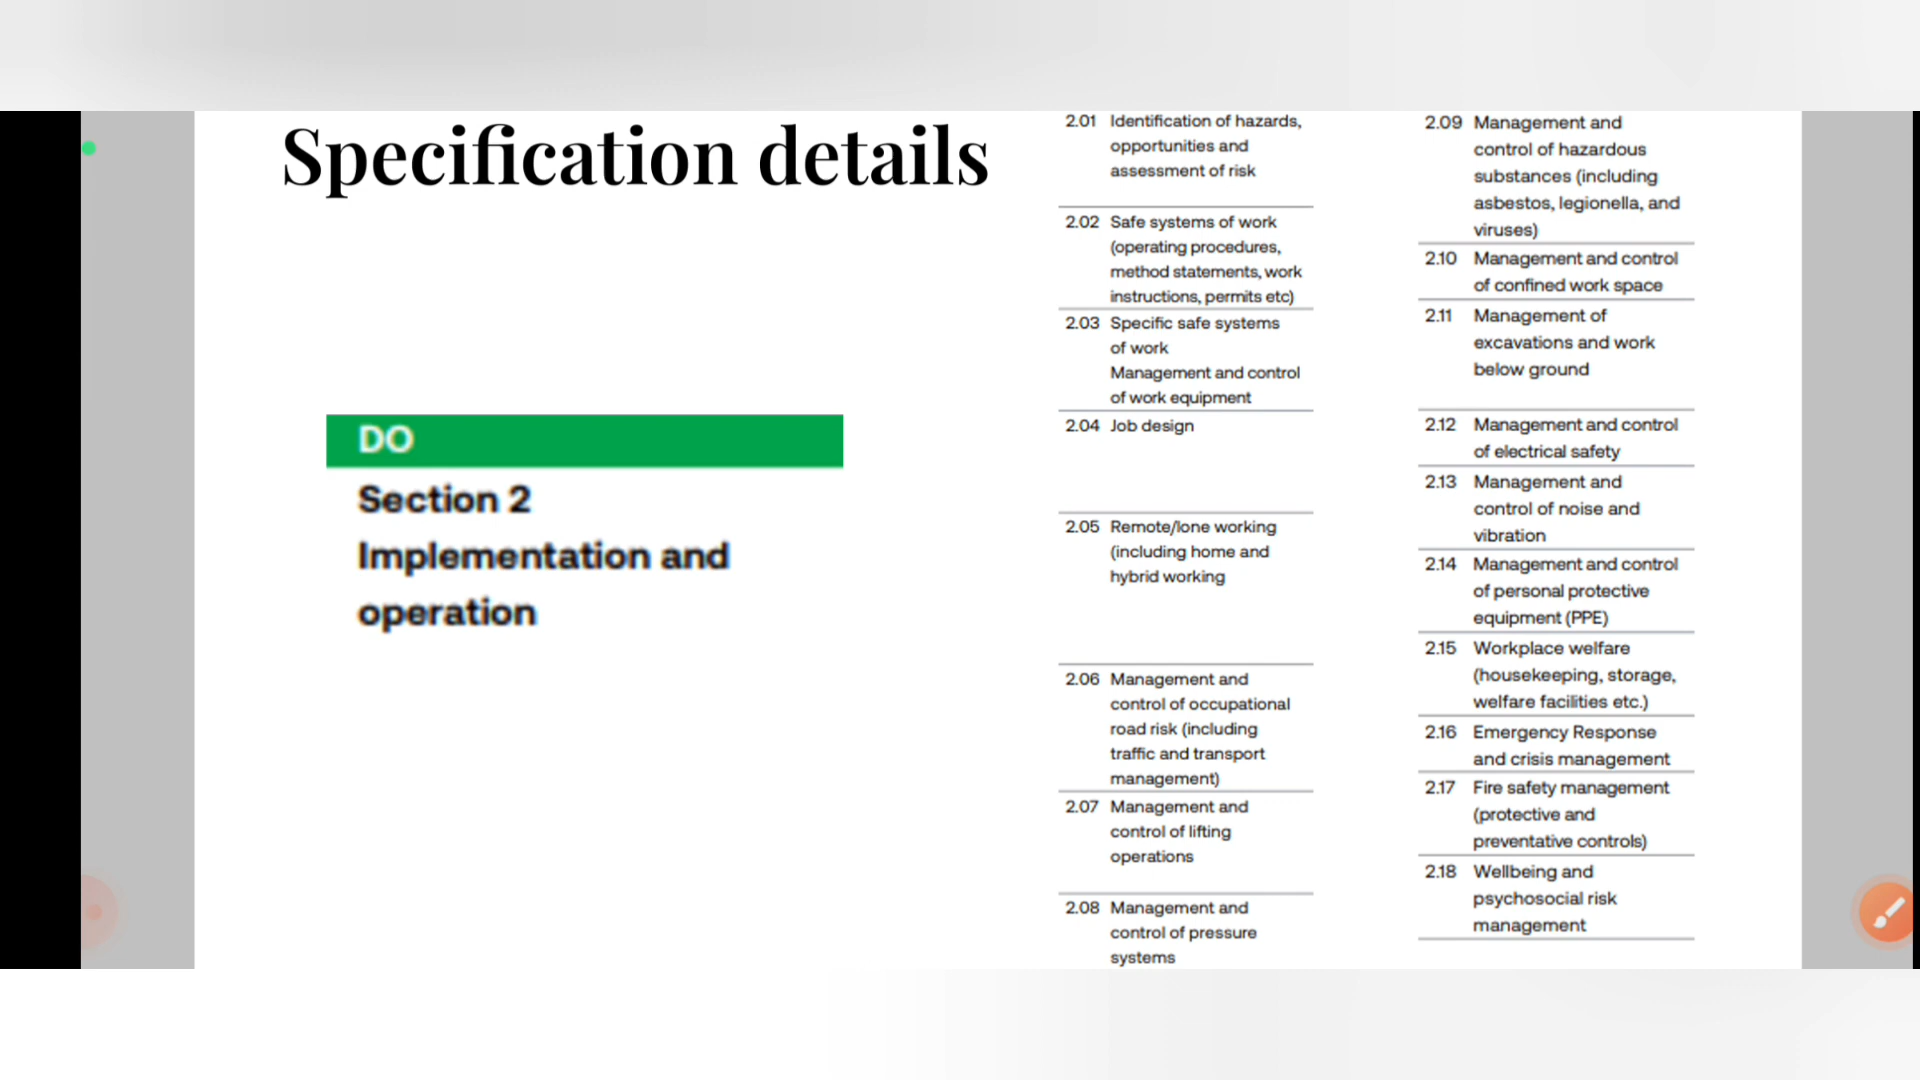 Specification details
DO
Section 2
Implementation and
operation
2.01 Identification of hazards,
opportunities and
assessment of risk
2.02 Safe systems of work
(operating procedures,
method statements, work
instructions, permits etc)
2.03 Specific safe systems
of work
Management and control
of work equipment
2.04 Job design
2.05 Remote/lone working
(including home and
hybrid working
2.06 Management and
control of occupational
road risk (including
traffic and transport
management)
2.07 Management and
control of lifting
operations
2.08 Management and
control of pressure
systems
2.09 Management and
control of hazardous
substances (including
asbestos, legionella, and
viruses)
2.10 Management and control
of confined work space
2.11 Management of
excavations and work
below ground
2.12 Management and control
of electrical safety
2.13 Management and
control of noise and
vibration
2.14 Management and control
of personal protective
equipment (PPE)
2.15 Workplace welfare
(housekeeping, storage,
welfare facilities etc.)
2.16 Emergency Response
and crisis management
2.17 Fire safety management
(protective and
preventative controls)
2.18 Wellbeing and
psychosocial risk
management